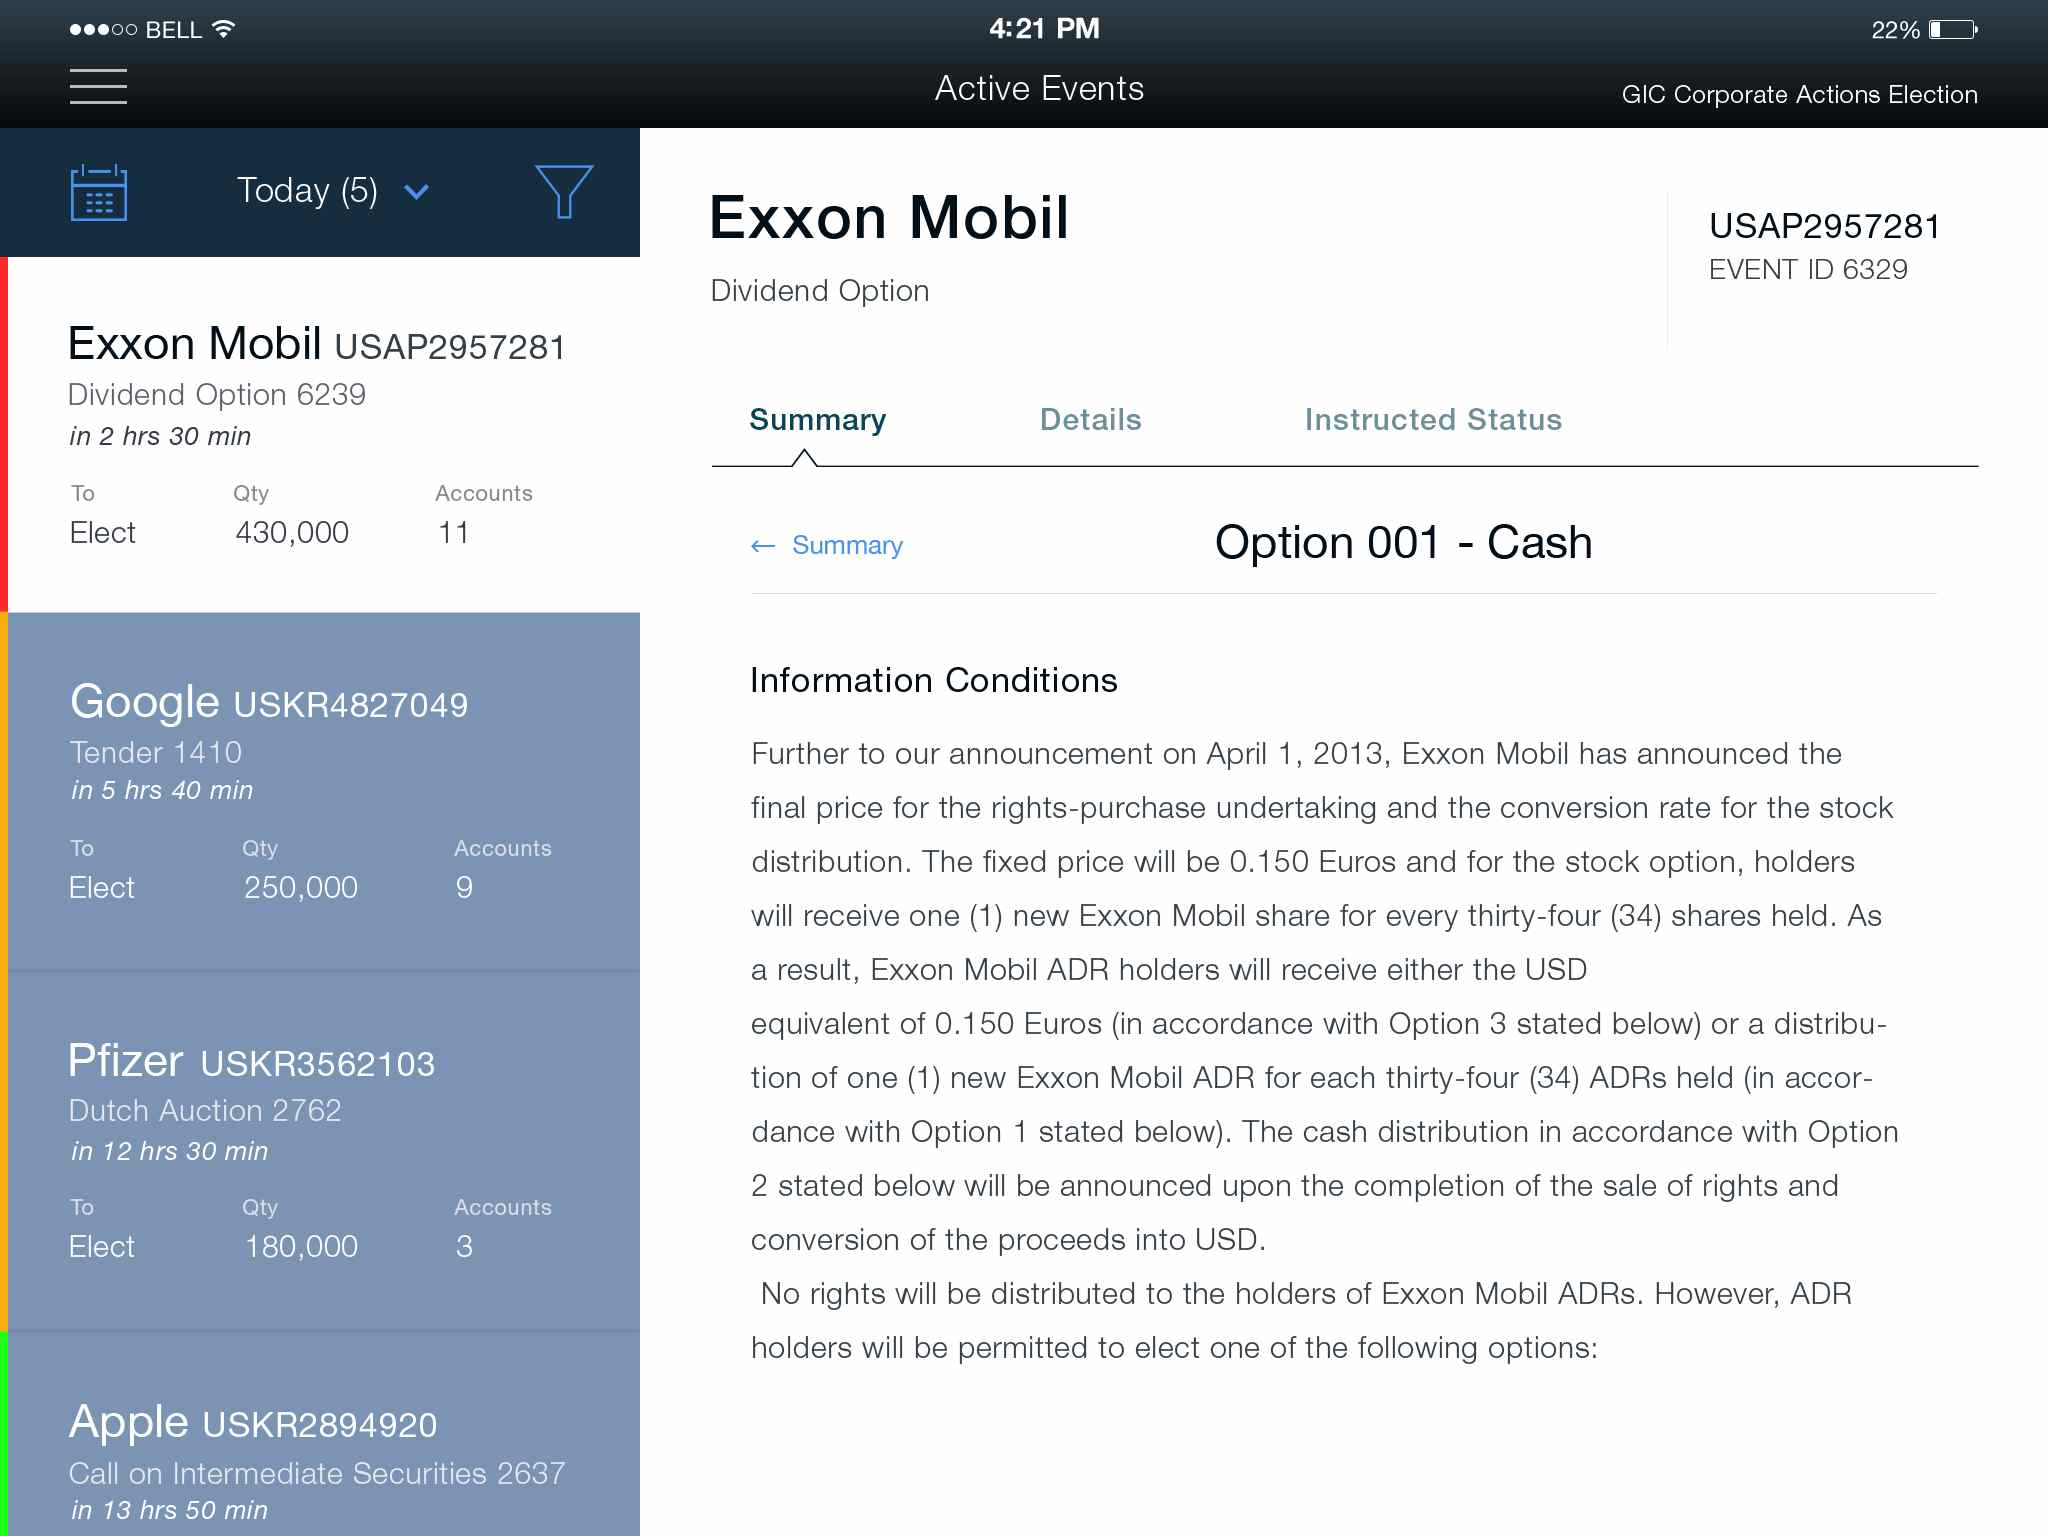 BELL
4:21 PM
22%
Active Events
GIC Corporate Actions Election
Today (5)
Exxon Mobil USAP2957281
Dividend Option 6239
in 2 hrs 30 min
To Qty Accounts
Elect 430,000 11
Google USKR4827049
Tender 1410
in 5 hrs 40 min
To Qty Accounts
Elect 250,000 9
Pfizer USKR3562103
Dutch Auction 2762
in 12 hrs 30 min
To Qty Accounts
Elect 180,000 3
Apple USKR2894920
Call on Intermediate Securities 2637
in 13 hrs 50 min
Exxon Mobil
Dividend Option
USAP2957281
EVENT ID 6329
Summary Details Instructed Status
← Summary
Option 001 - Cash
Information Conditions
Further to our announcement on April 1, 2013, Exxon Mobil has announced the
final price for the rights-purchase undertaking and the conversion rate for the stock
distribution. The fixed price will be 0.150 Euros and for the stock option, holders
will receive one (1) new Exxon Mobil share for every thirty-four (34) shares held. As
a result, Exxon Mobil ADR holders will receive either the USD
equivalent of 0.150 Euros (in accordance with Option 3 stated below) or a distribu-
tion of one (1) new Exxon Mobil ADR for each thirty-four (34) ADRs held (in accor-
dance with Option 1 stated below). The cash distribution in accordance with Option
2 stated below will be announced upon the completion of the sale of rights and
conversion of the proceeds into USD.
No rights will be distributed to the holders of Exxon Mobil ADRs. However, ADR
holders will be permitted to elect one of the following options: